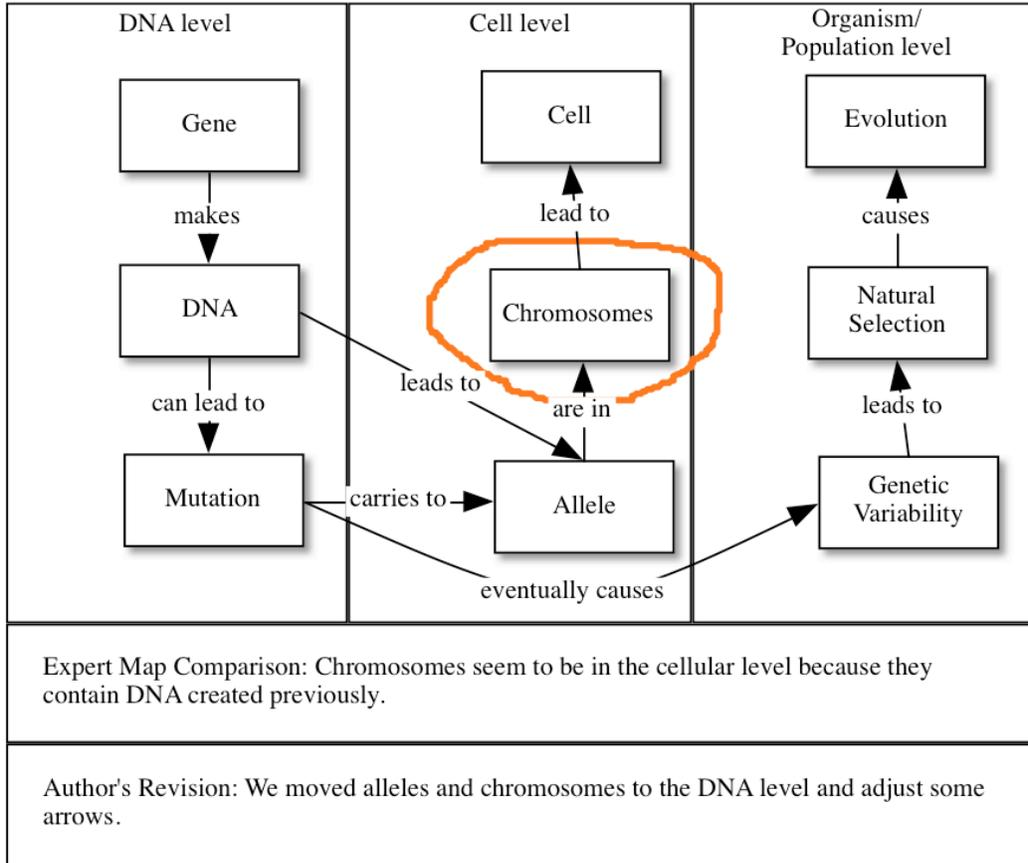 DNA level
Gene
makes
DNA
can lead to
Mutation
Cell level
Cell
lead to
Chromosomes
leads to
are in
carries to
Allele
eventually causes
Organism/
Population level
Evolution
causes
Natural
Selection
leads to
Genetic
Variability
Expert Map Comparison: Chromosomes seem to be in the cellular level because they
contain DNA created previously.
Author's Revision: We moved alleles and chromosomes to the DNA level and adjust some
arrows.